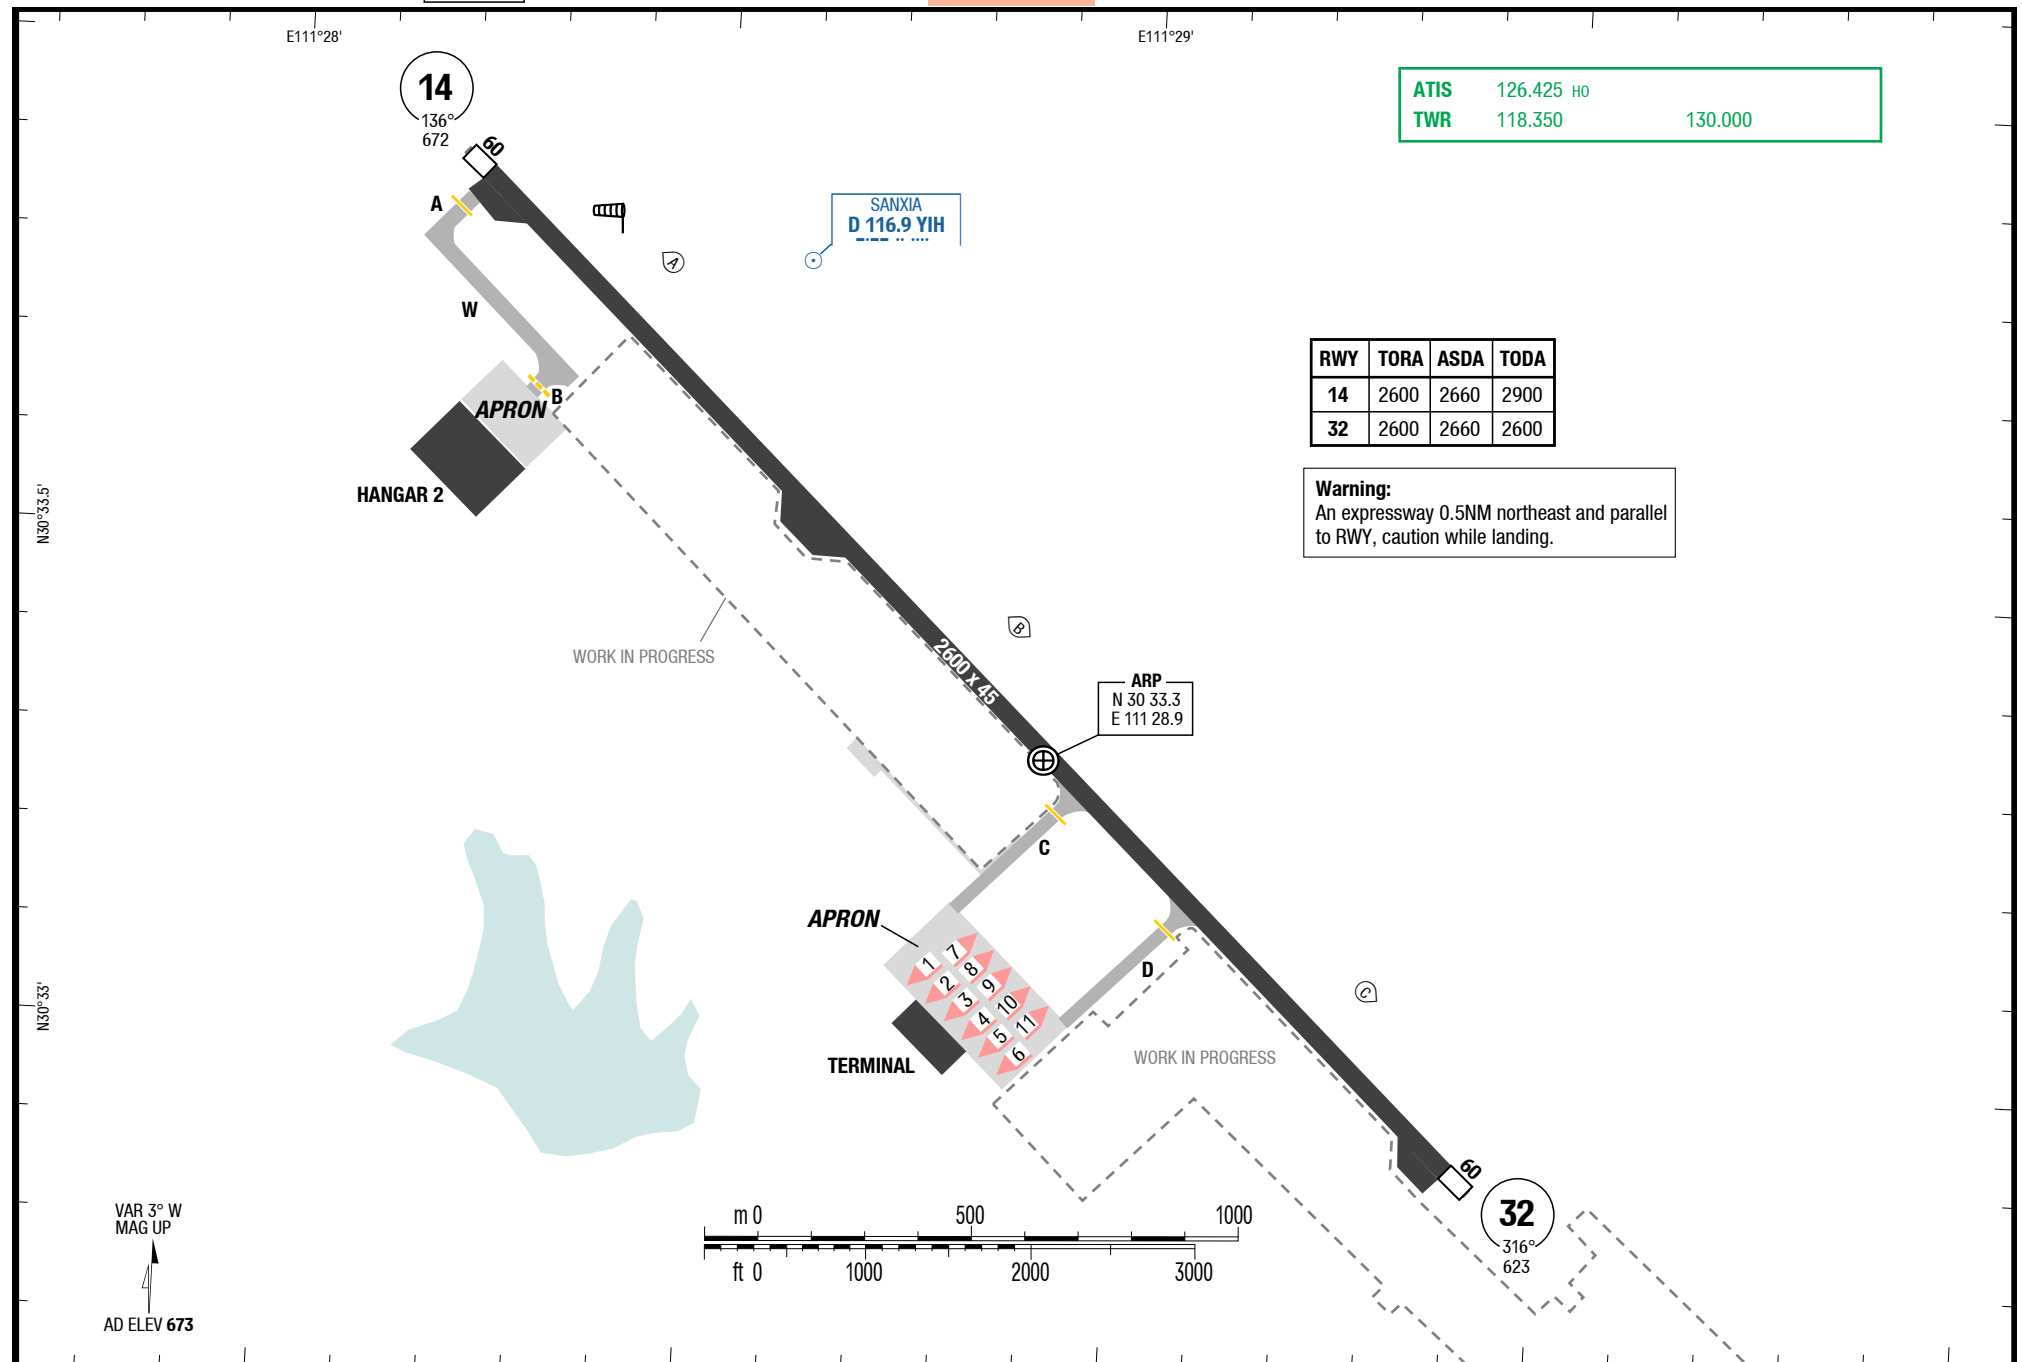 E111°28'
E111°29'
14
136°
672
60
ATIS 126.425 HO
TWR 118.350 130.000
A
SANXIA
D 116.9 YIH
A
W
RWY TORA ASDA TODA
14 2600 2660 2900
32 2600 2660 2600
B
APRON
HANGAR 2
Warning:
An expressway 0.5NM northeast and parallel
to RWY, caution while landing.
N30°33.5'
WORK IN PROGRESS
B
2600 x 45
ARP
N 30 33.3
E 111 28.9
C
APRON
D
1
2
3
4
5
6
7
8
9
10
11
C
N30°33'
TERMINAL
WORK IN PROGRESS
60
32
316°
623
VAR 3° W
MAG UP
AD ELEV 673
m 0 500 1000
ft 0 1000 2000 3000